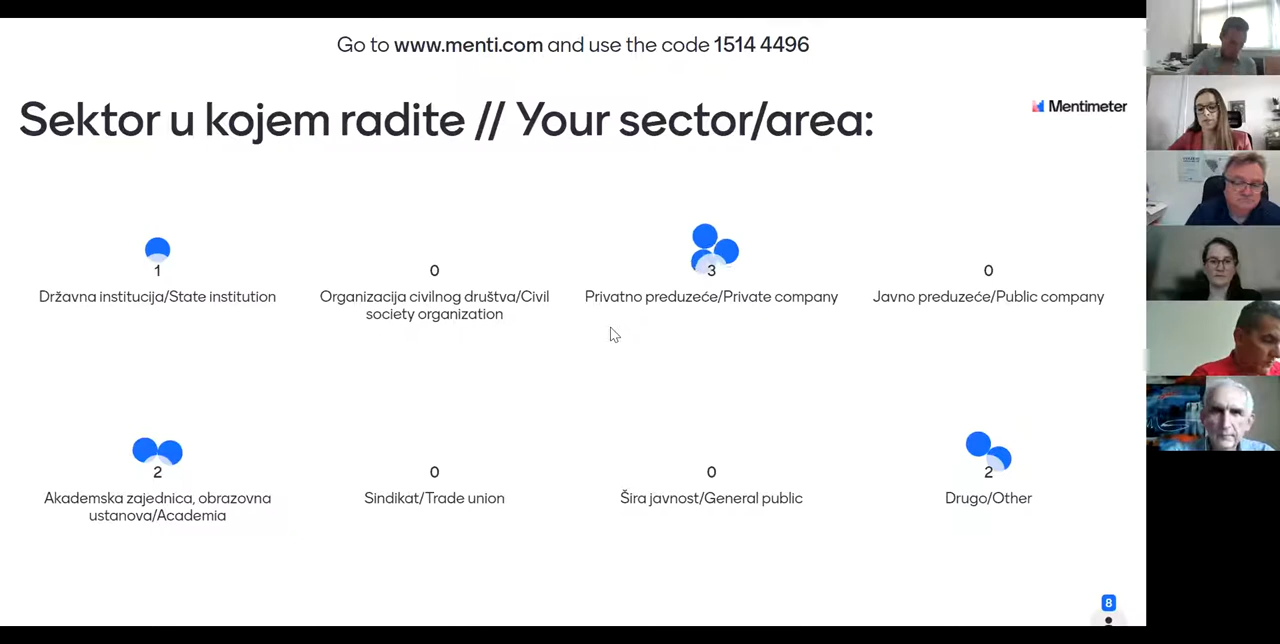 Go to www.menti.com and use the code 1514 4496
Sektor u kojem radite // Your sector/area:
Mentimeter
1
Državna institucija/State institution
0
Organizacija civilnog društva/Civil
society organization
3
Privatno preduzeće/Private company
0
Javno preduzeće/Public company
2
Akademska zajednica, obrazovna
ustanova/Academia
0
Sindikat/Trade union
0
Šira javnost/General public
2
Drugo/Other
8